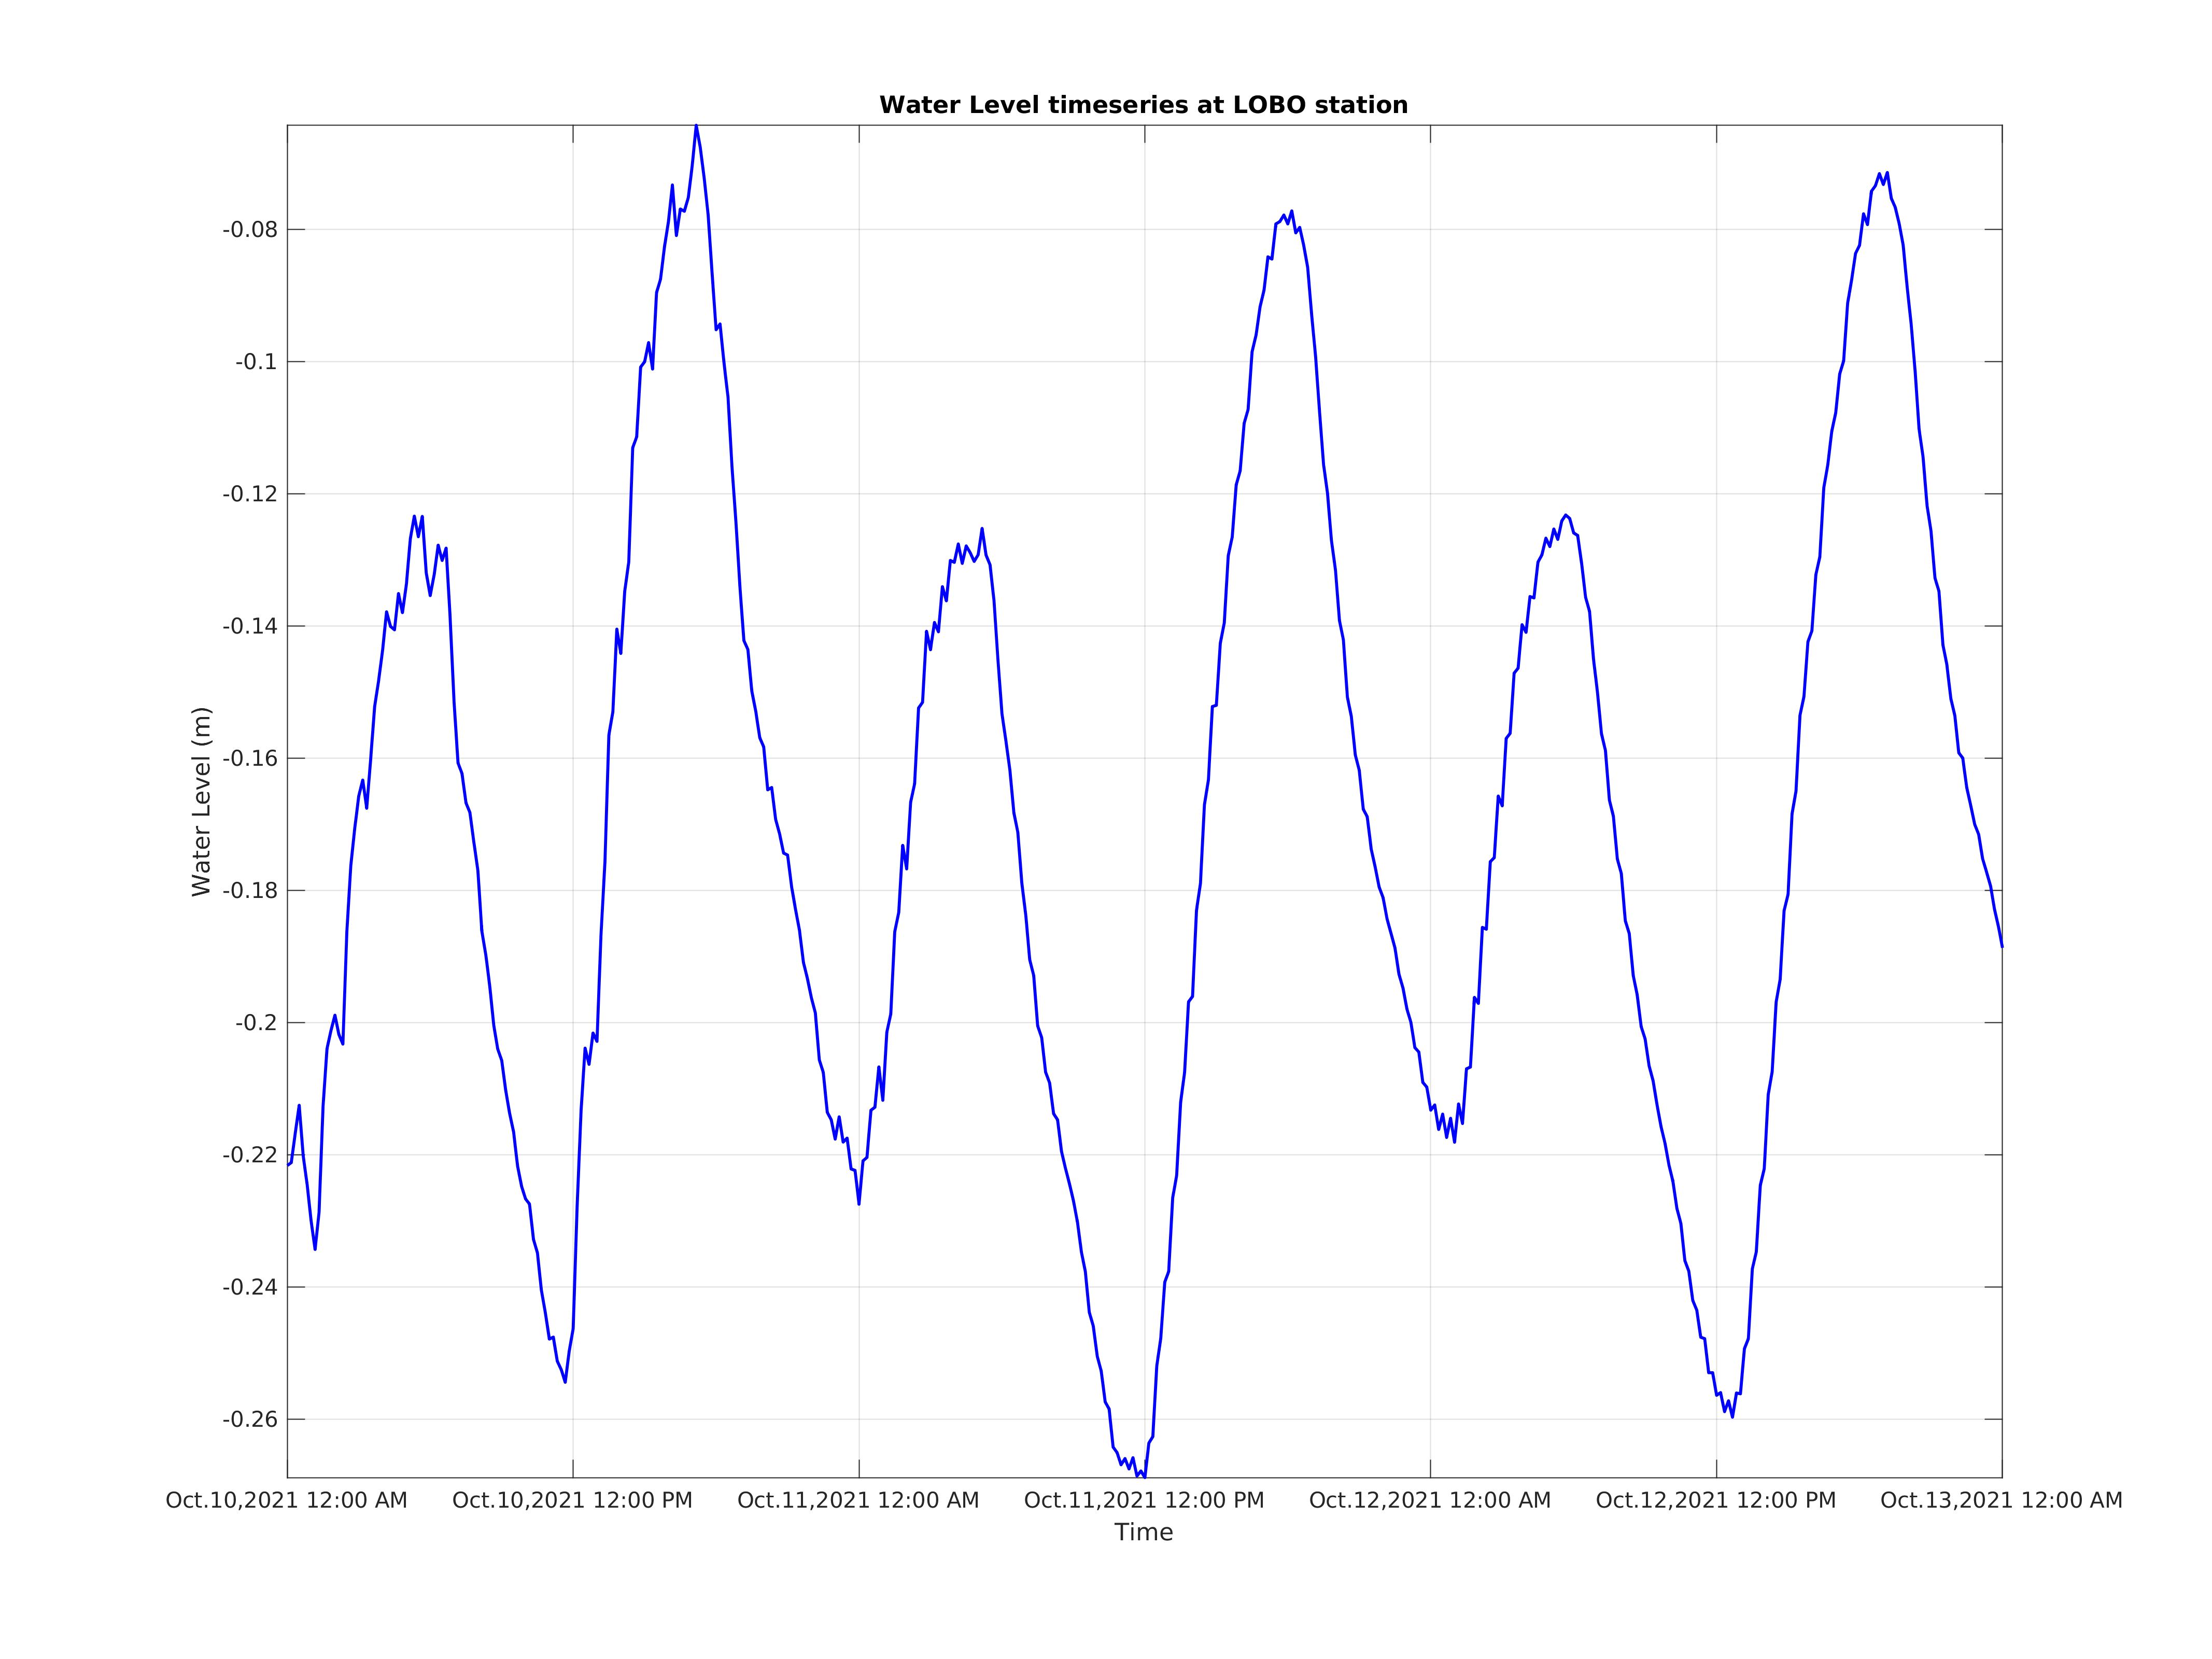 Water Level timeseries at LOBO station
-0.08
-0.1
-0.12
-0.14
-0.16
-0.18
-0.2
-0.22
-0.24
-0.26
Water Level (m)
Oct.10,2021 12:00 AM
Oct.10,2021 12:00 PM
Oct.11,2021 12:00 AM
Oct.11,2021 12:00 PM
Oct.12,2021 12:00 AM
Oct.12,2021 12:00 PM
Oct.13,2021 12:00 AM
Time